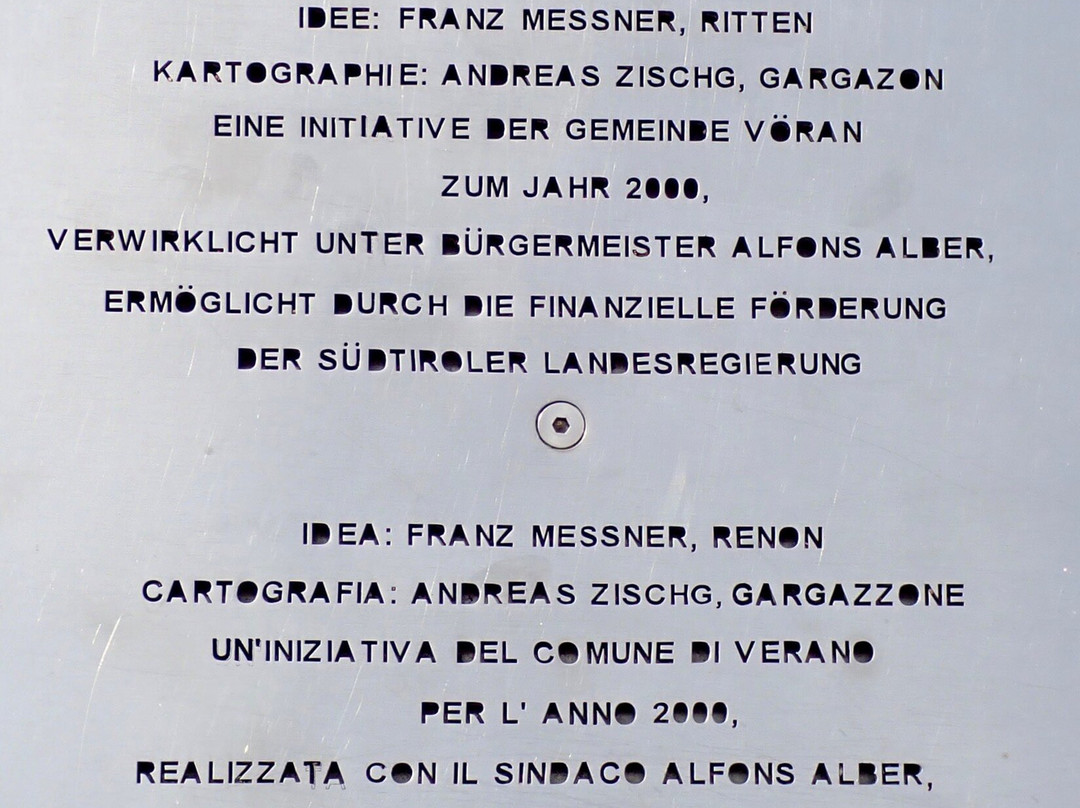 IDEE: FRANZ MESSNER, RITTEN
KARTOGRAPHIE: ANDREAS ZISCHG, GARGAZON
EINE INITIATIVE DER GEMEINDE VÖRAN
ZUM JAHR 2000,
VERWIRKLICHT UNTER BÜRGERMEISTER ALFONS ALBER,
ERMÖGLICHT DURCH DIE FINANZIELLE FÖRDERUNG
DER SÜDTIROLER LANDESREGIERUNG
IDEA: FRANZ MESSNER, RENON
CARTOGRAFIA: ANDREAS ZISCHG, GARGAZZONE
UN'INIZIATIVA DEL COMUNE DI VERANO
PER L' ANNO 2000,
REALIZZATA CON IL SINDACO ALFONS ALBER,